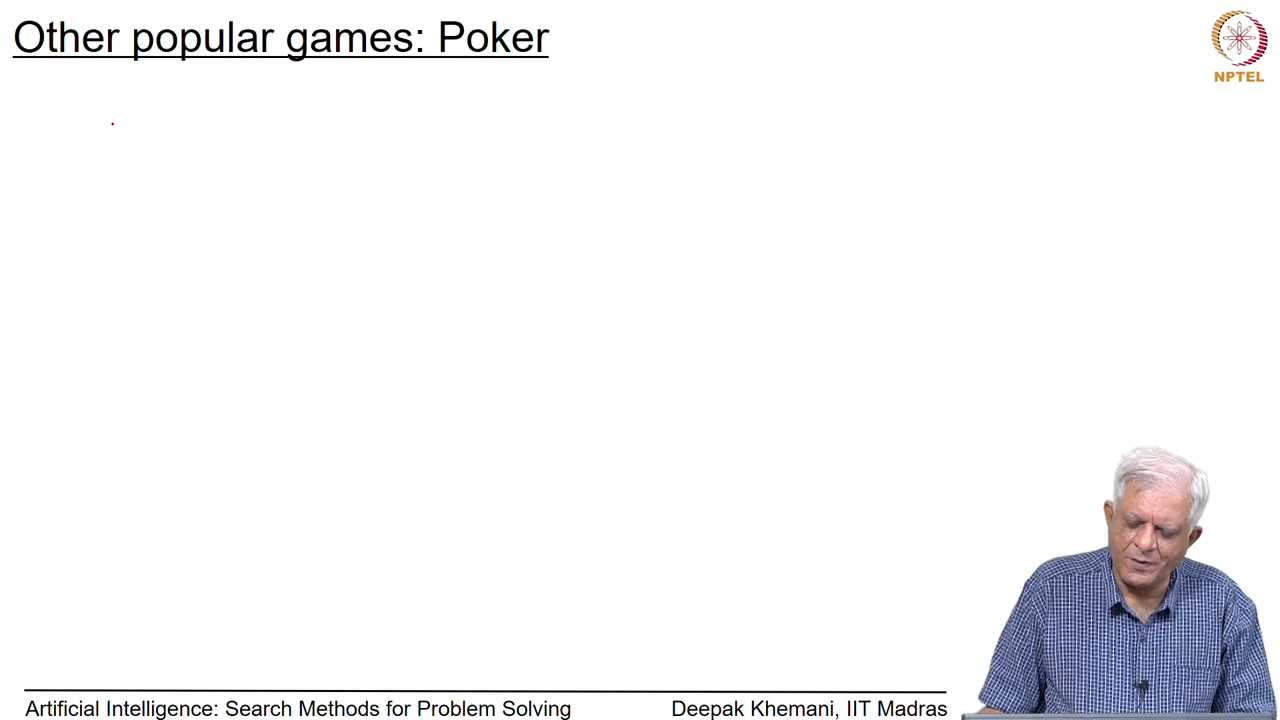 Other popular games: Poker
NPTEL
Artificial Intelligence: Search Methods for Problem Solving
Deepak Khemani, IIT Madras